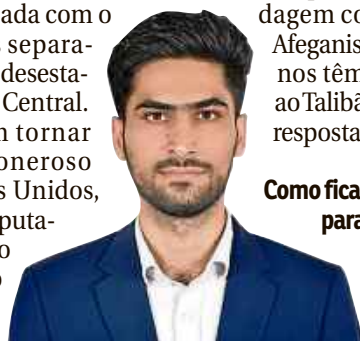 ada com o
separa-
desesta-
Central.
tornar
oneroso
Unidos,
puta-
o
dagem
Afeganis
nos têm
ao Talibã
resposta
Como fica
para